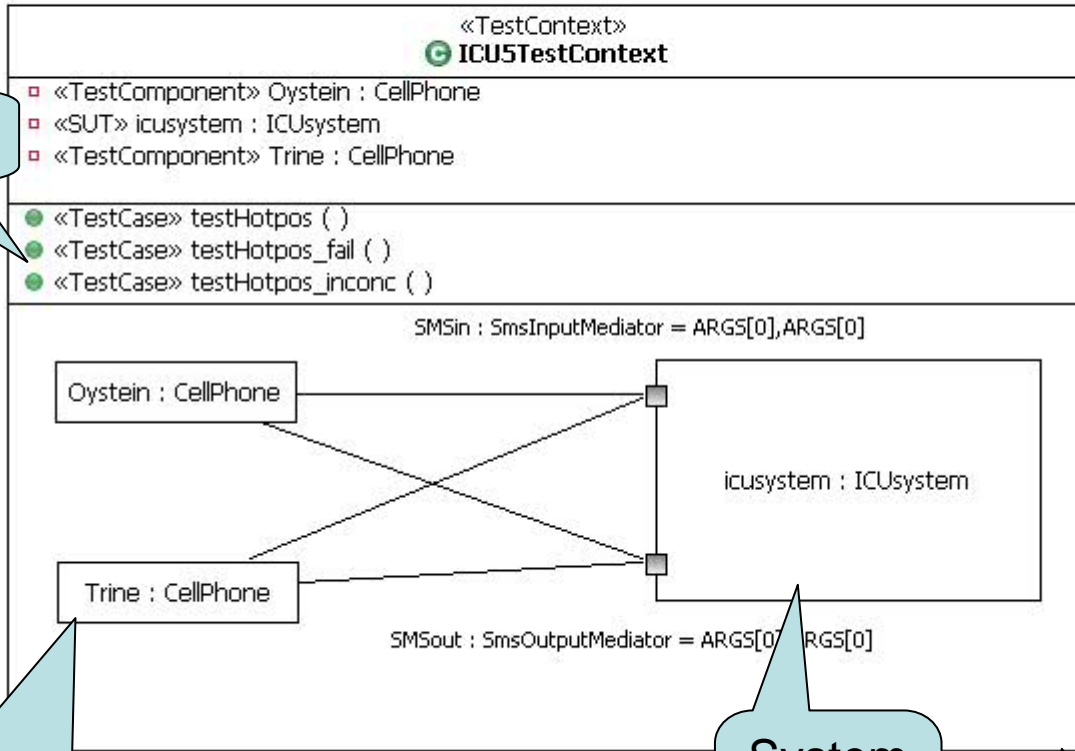 «TestContext»
ICU5TestContext
«TestComponent» Oystein : CellPhone
«SUT» icusystem : ICUsystem
«TestComponent» Trine : CellPhone
«TestCase» testHotpos ( )
«TestCase» testHotpos_fail ( )
«TestCase» testHotpos_inconc ( )
SMSin : SmsInputMediator = ARGS[0],ARGS[0]
Oystein : CellPhone
icusystem : ICUsystem
Trine : CellPhone
SMSout : SmsOutputMediator = ARGS[0] RGS[0]
System